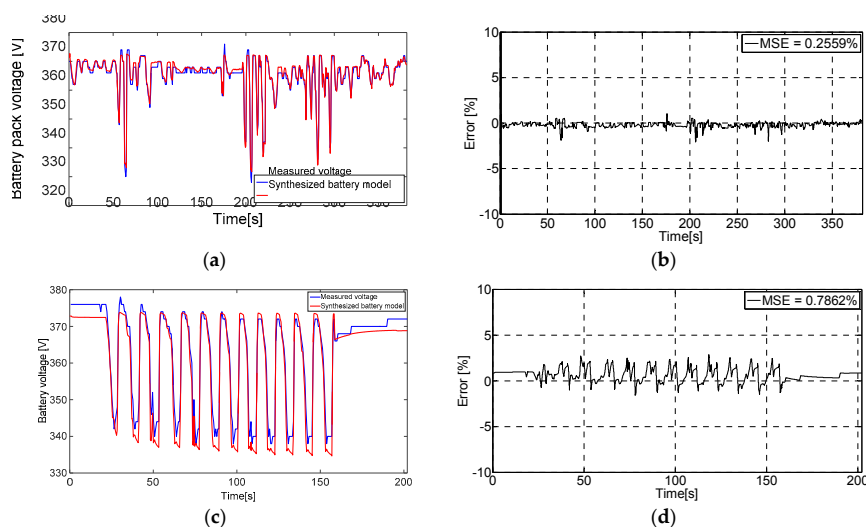 380
370
360
350
340
330
320
Battery pack voltage [V]
Measured voltage
Synthesized battery model
0
50
100
150
200
250
300
350
Time[s]
(a)
10
5
0
-5
-10
Error [%]
MSE = 0.2559%
0
50
100
150
200
250
300
350
Time[s]
(b)
380
370
360
350
340
330
Battery voltage [V]
Measured voltage
Synthesized battery model
0
50
100
150
200
Time[s]
(c)
10
5
0
-5
-10
Error [%]
MSE = 0.7862%
0
50
100
150
200
Time[s]
(d)